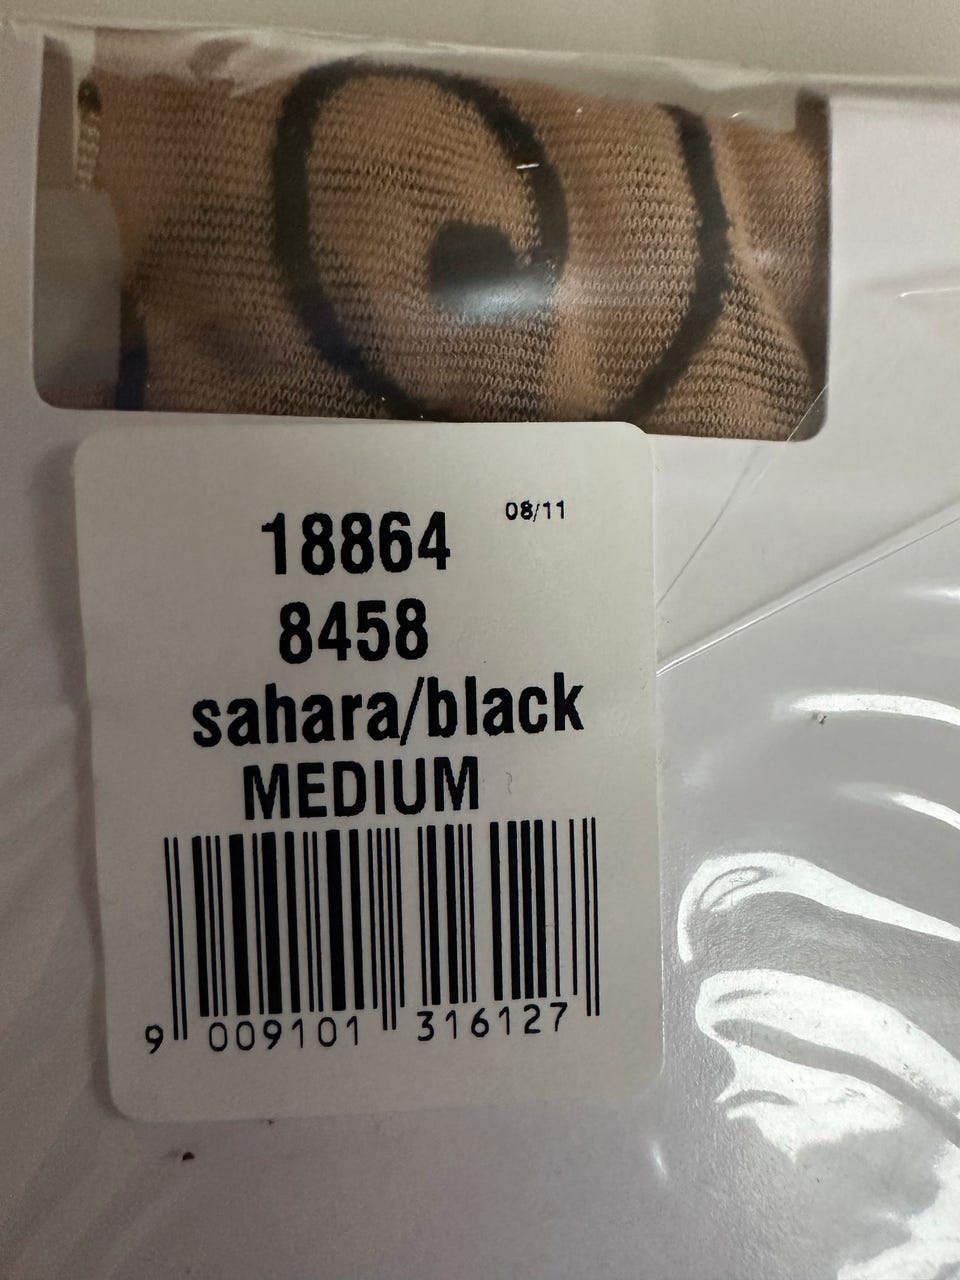 08/11
18864
8458
sahara/black
MEDIUM
9 009101 316127